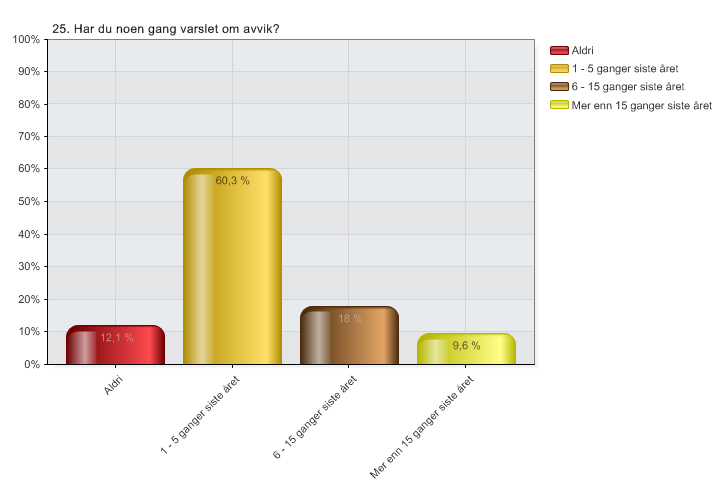 25. Har du noen gang varslet om avvik?
100%
90%
80%
70%
60%
50%
40%
30%
20%
10%
0%
12,1 %
60,3 %
18 %
9,6 %
Aldri
1 - 5 ganger siste året
6 - 15 ganger siste året
Mer enn 15 ganger siste året
Aldri
1 - 5 ganger siste året
6 - 15 ganger siste året
Mer enn 15 ganger siste året